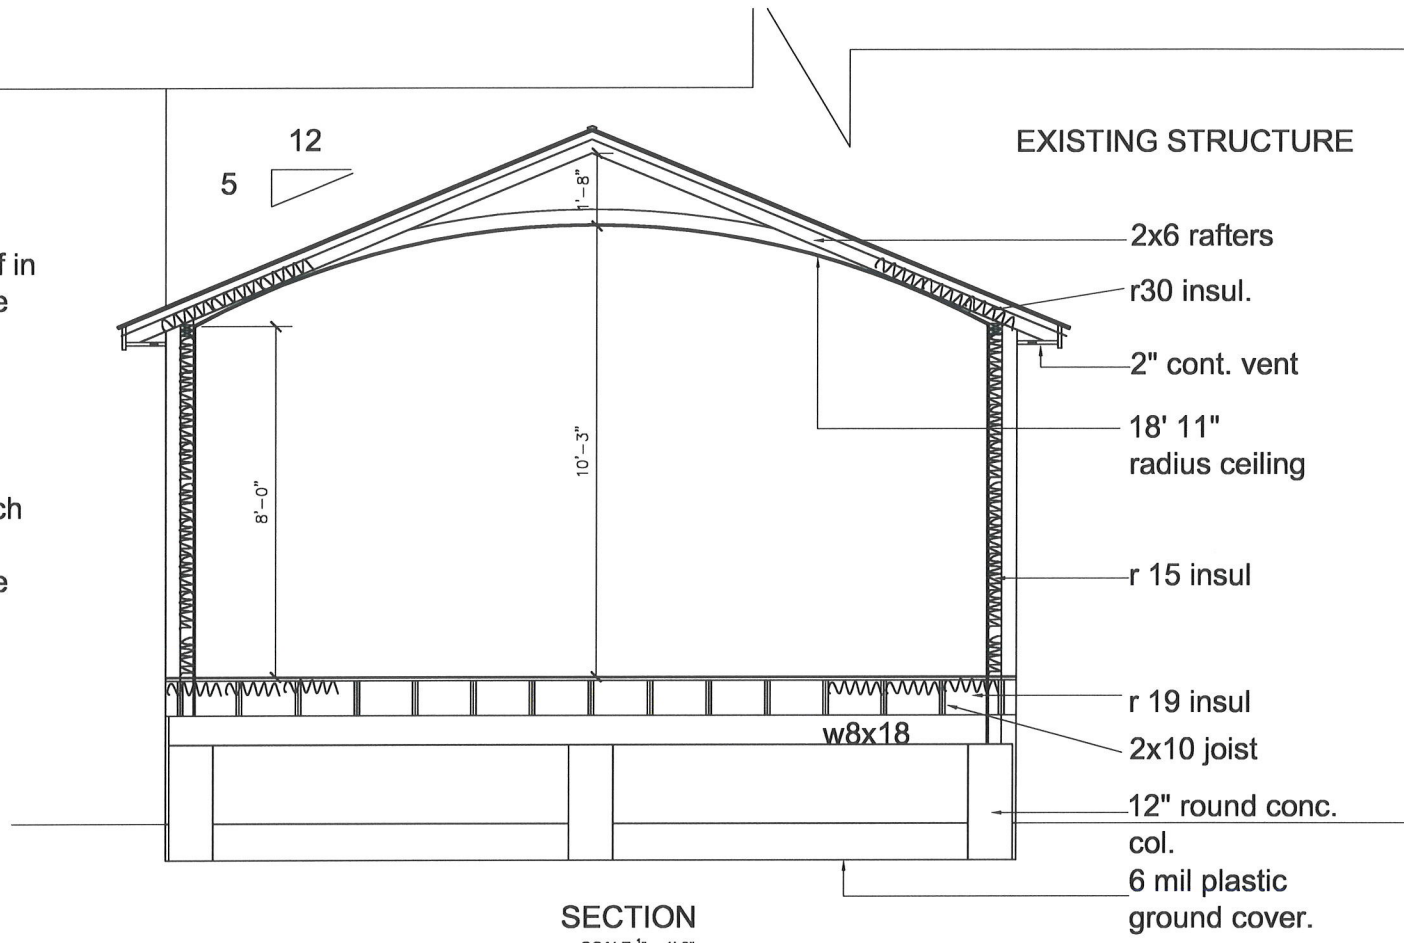 12
EXISTING STRUCTURE
5
1'-8"
2x6 rafters
f in
e
r30 insul.
2" cont. vent
18' 11"
radius ceiling
10'-3"
8'-0"
ch
e
r 15 insul
r 19 insul
w8x18
2x10 joist
12" round conc.
col.
6 mil plastic
ground cover.
SECTION